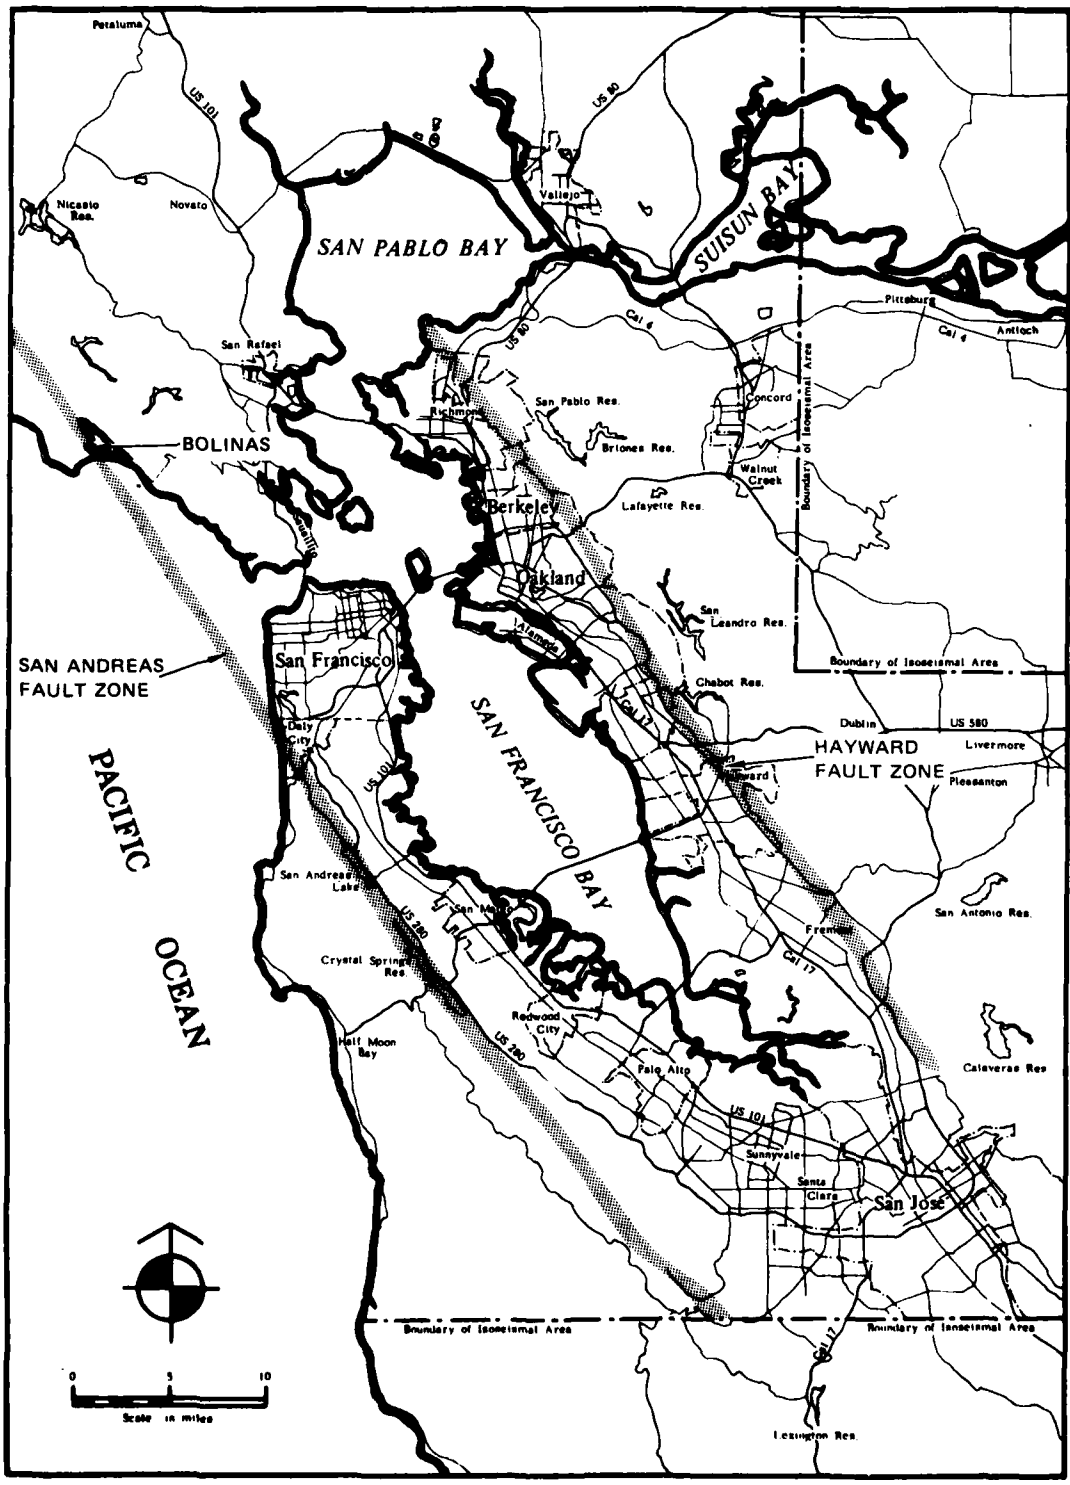 Petaluma
US 101
US 80
Nicasio
Res.
Novato
Vallejo
SAN PABLO BAY
SUISUN BAY
Pittsburg
Cal 4
Antioch
Cal 4
US 80
San Rafael
Boundary of Isoseismal Area
San Pablo Res.
Concord
Richmond
BOLINAS
Briones Res.
Walnut
Creek
Berkeley
Lafayette Res.
Sausalito
Oakland
San
Leandro Res.
Alameda
SAN ANDREAS
FAULT ZONE
San Francisco
Boundary of Isoseismal Area
Chabot Res.
Cal 17
Daly
City
Dublin
US 580
HAYWARD
FAULT ZONE
Livermore
Hayward
Pleasanton
US 101
PACIFIC
OCEAN
SAN FRANCISCO
BAY
San Andreas
Lake
San Mateo
US 280
San Antonio Res.
Fremont
Crystal Springs
Res.
Cal 17
Redwood
City
Half Moon
Bay
US 280
Palo Alto
Calaveras Res
US 101
Sunnyvale
Santa
Clara
San José
Boundary of Isoseismal Area
Boundary of Isoseismal Area
Cal 17
0 5 10
Scale in miles
Lexington Res.